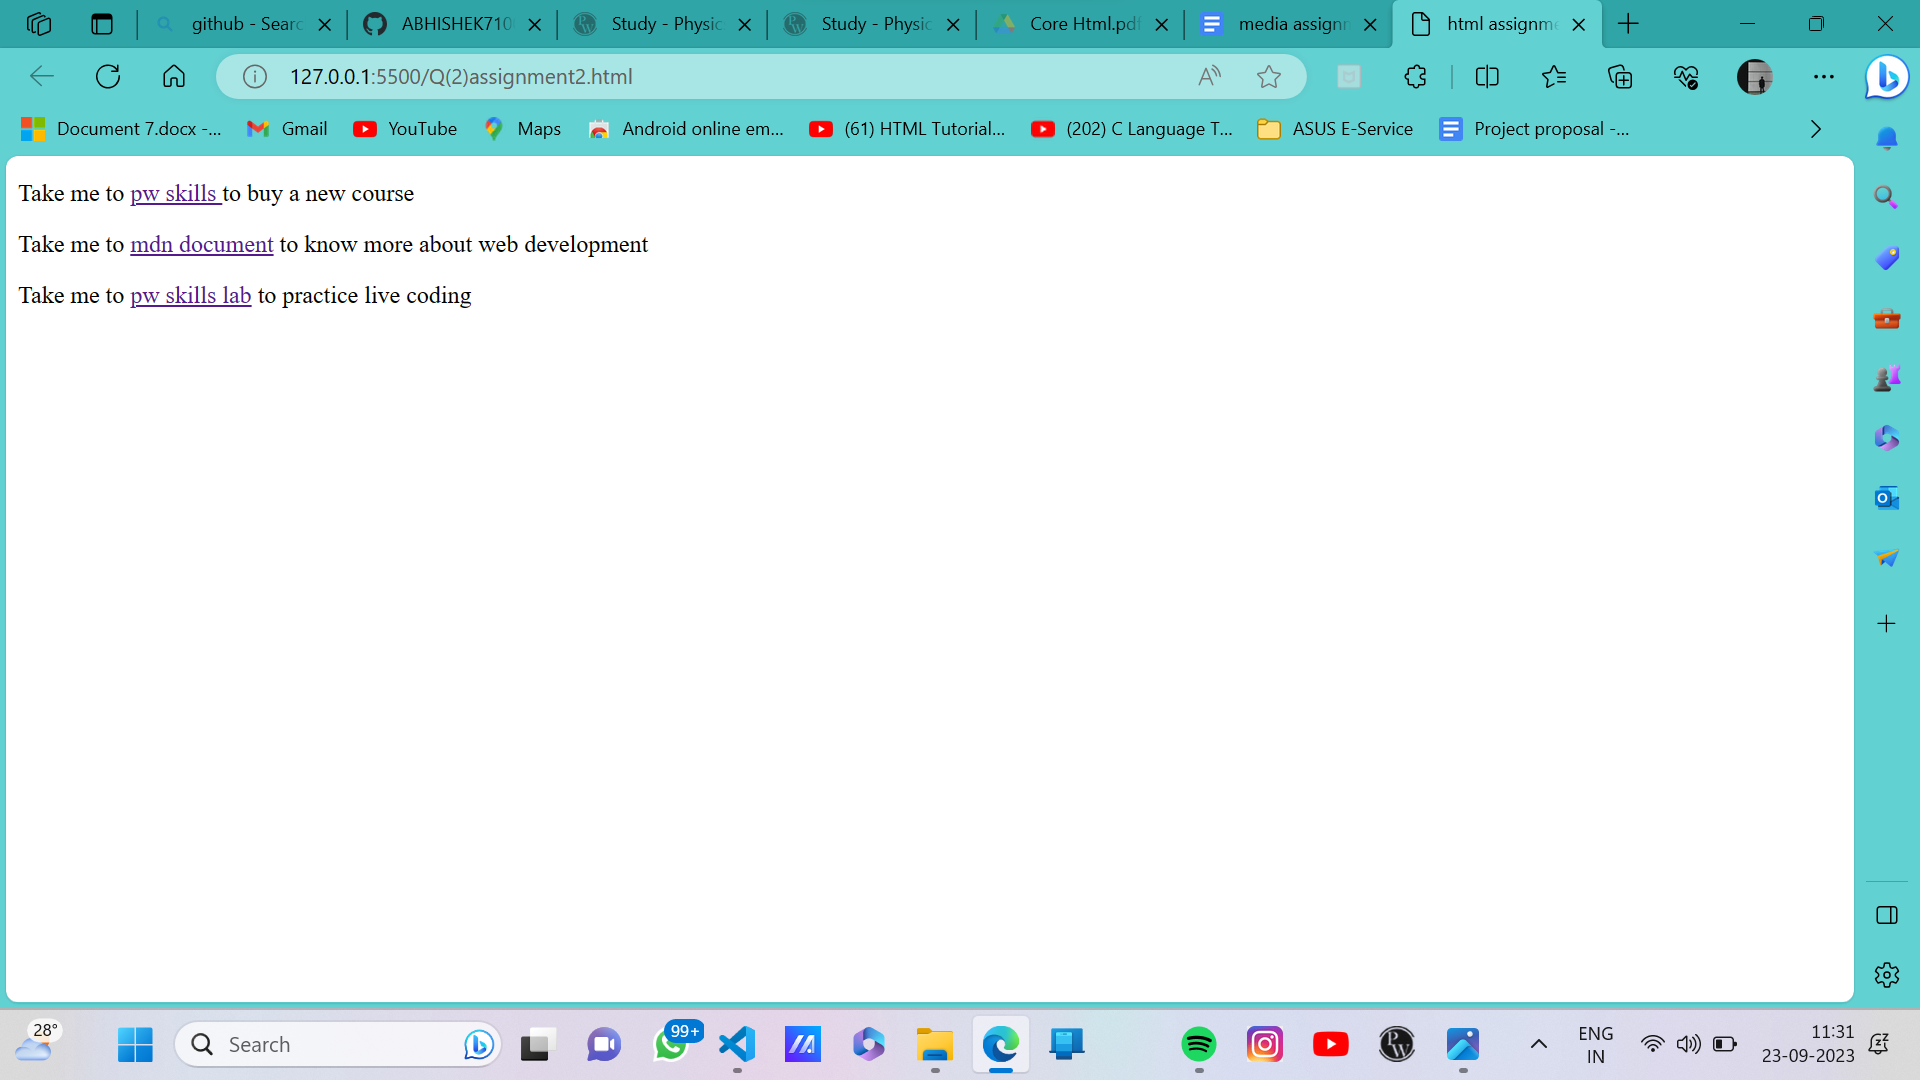 github - Searc
ABHISHEK710
Study - Physic
Study - Physic
Core Html.pdf
media assignm
html assignme
127.0.0.1:5500/Q(2)assignment2.html
Document 7.docx -...
Gmail
YouTube
Maps
Android online em...
(61) HTML Tutorial...
(202) C Language T...
ASUS E-Service
Project proposal -...
Take me to pw skills to buy a new course
Take me to mdn document to know more about web development
Take me to pw skills lab to practice live coding
28°
Search
99+
ENG
IN
11:31
23-09-2023